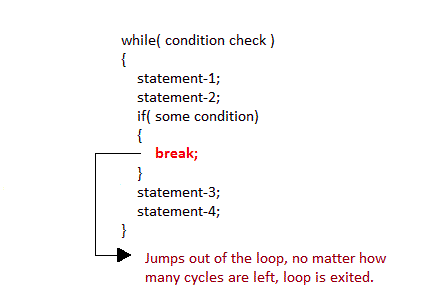 while( condition check )
{
statement-1;
statement-2;
if( some condition)
{
break;
}
statement-3;
statement-4;
}
Jumps out of the loop, no matter how
many cycles are left, loop is exited.